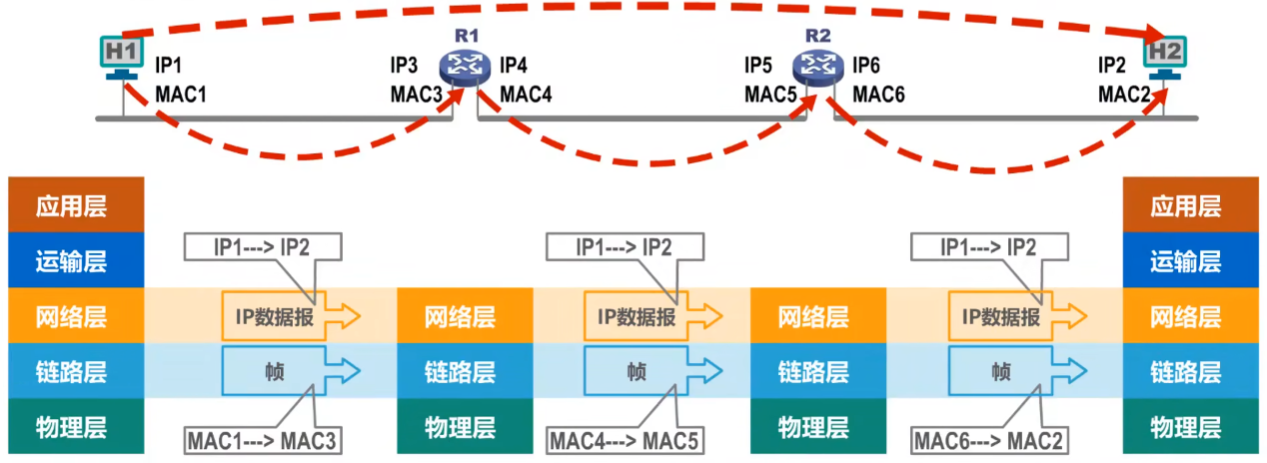 H1
R1
R2
H2
IP1
IP3
IP4
IP5
IP6
IP2
MAC1
MAC3
MAC4
MAC5
MAC6
MAC2
应用层
应用层
IP1---> IP2
IP1---> IP2
IP1---> IP2
运输层
运输层
网络层
IP数据报
网络层
IP数据报
网络层
IP数据报
网络层
链路层
帧
链路层
帧
链路层
帧
链路层
物理层
MAC1---> MAC3
物理层
MAC4---> MAC5
物理层
MAC6---> MAC2
物理层